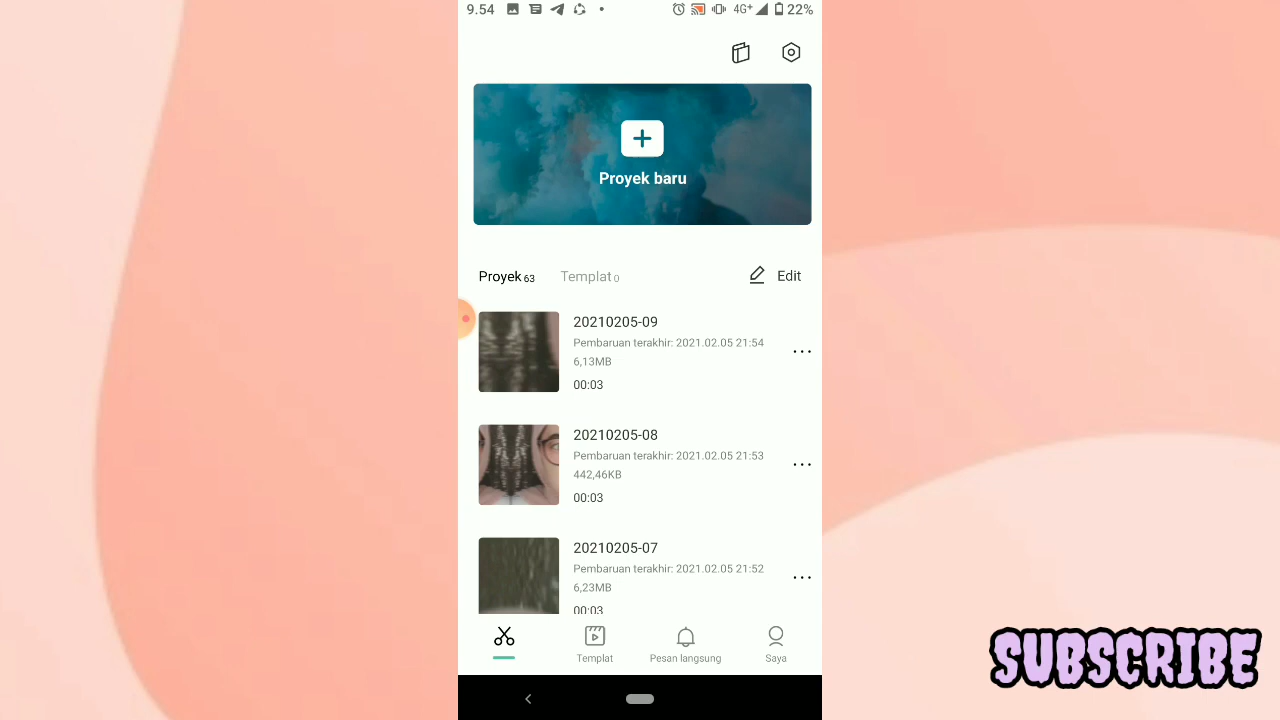 9.54
4G+ 22%
Proyek baru
Proyek 63 Templat 0 Edit
20210205-09
Pembaruan terakhir: 2021.02.05 21:54
6,13MB
00:03
20210205-08
Pembaruan terakhir: 2021.02.05 21:53
442,46KB
00:03
20210205-07
Pembaruan terakhir: 2021.02.05 21:52
6,23MB
00:03
Templat Pesan langsung Saya
SUBSCRIBE